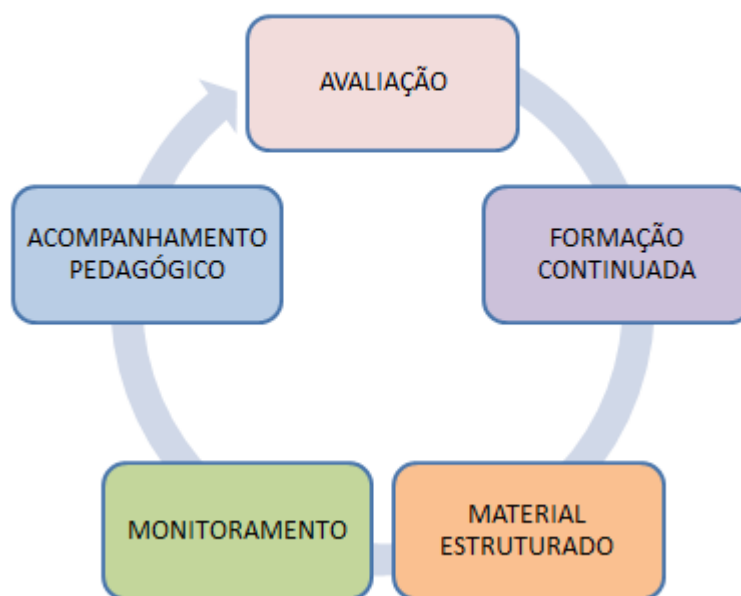 AVALIAÇÃO
FORMAÇÃO
CONTINUADA
MATERIAL
ESTRUTURADO
MONITORAMENTO
ACOMPANHAMENTO
PEDAGÓGICO